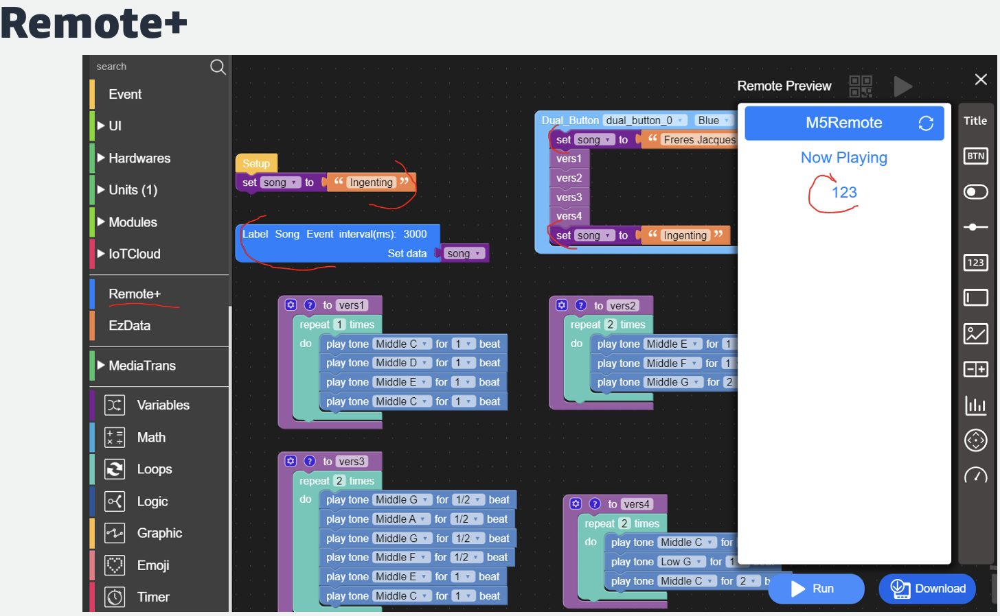 Remote+
search
Event
UI
Hardwares
Units (1)
Modules
IoTCloud
Remote+
EzData
MediaTrans
Variables
Math
Loops
Logic
Graphic
Emoji
Timer
Setup
set song to “ Ingenting ”
Label Song Event interval(ms): 3000
Set data song
Dual_Button dual_button_0 Blue
set song to “ Freres Jacques
vers1
vers2
vers3
vers4
set song to “ Ingenting ”
to vers1
repeat 1 times
do play tone Middle C for 1 beat
play tone Middle D for 1 beat
play tone Middle E for 1 beat
play tone Middle C for 1 beat
to vers2
repeat 2 times
do play tone Middle E for 1
play tone Middle F for 1
play tone Middle G for 2
to vers3
repeat 2 times
do play tone Middle G for 1/2 beat
play tone Middle A for 1/2 beat
play tone Middle G for 1/2 beat
play tone Middle F for 1/2 beat
play tone Middle E for 1 beat
play tone Middle C for 1 beat
to vers4
repeat 2 times
do play tone Middle C for
play tone Low G for 1
play tone Middle C for 2 b
Remote Preview
M5Remote
Now Playing
123
Title
BTN
123
Run
Download